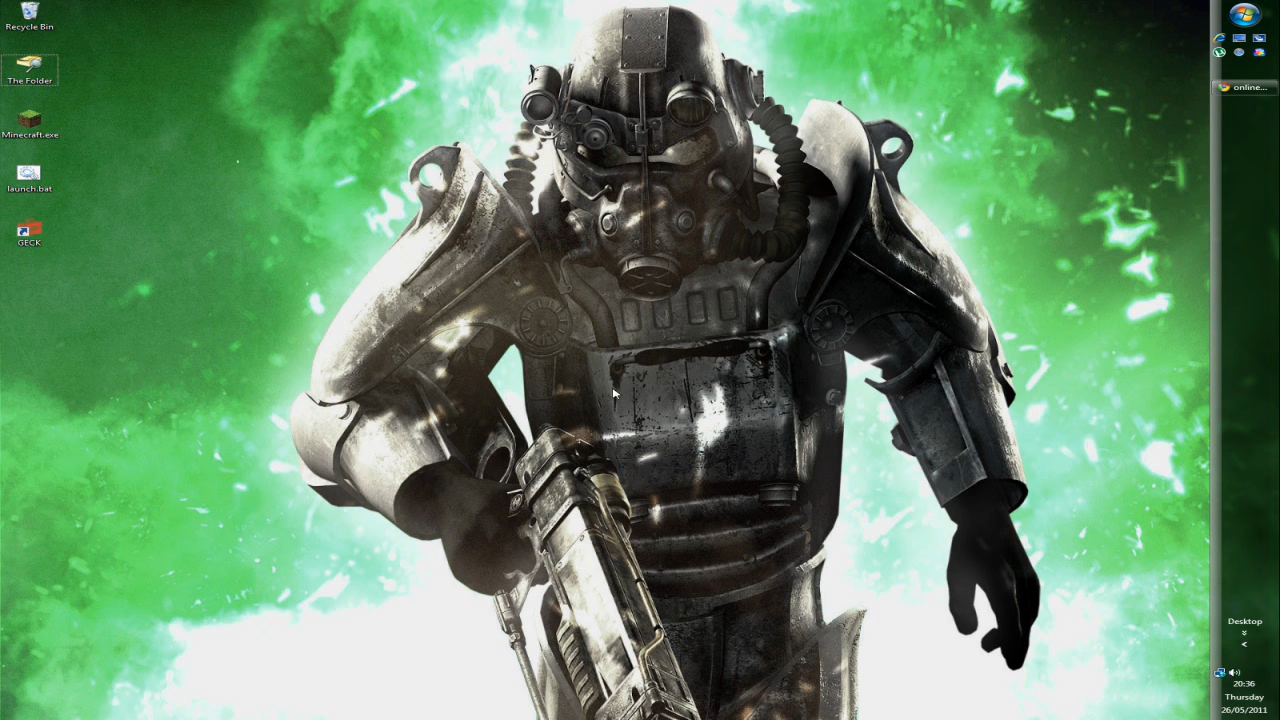 Recycle Bin
The Folder
Minecraft.exe
launch.bat
GECK
online...
Desktop
20:36
Thursday
26/05/2011